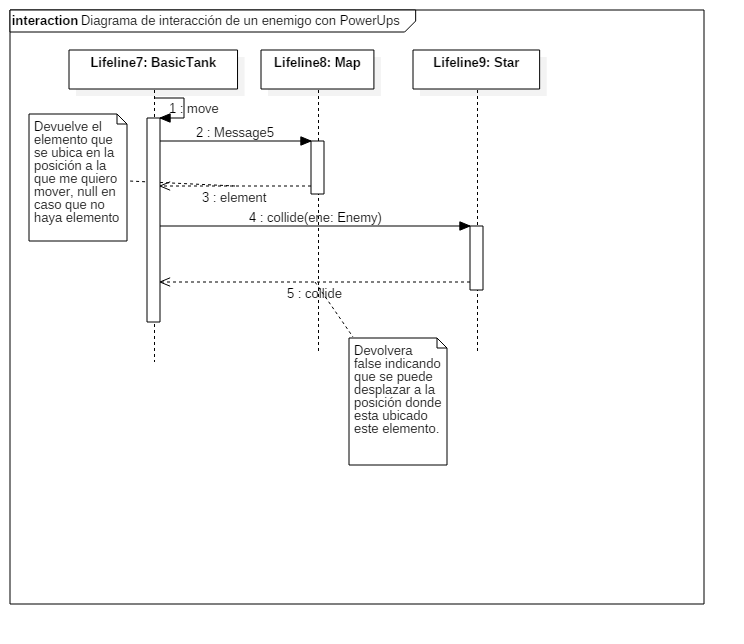 interaction Diagrama de interacción de un enemigo con PowerUps
Lifeline7: BasicTank
Lifeline8: Map
Lifeline9: Star
1 : move
Devuelve el
elemento que
se ubica en la
posición a la
que me quiero
mover, null en
caso que no
haya elemento
2 : Message5
3 : element
4 : collide(ene: Enemy)
5 : collide
Devolvera
false indicando
que se puede
desplazar a la
posición donde
esta ubicado
este elemento.